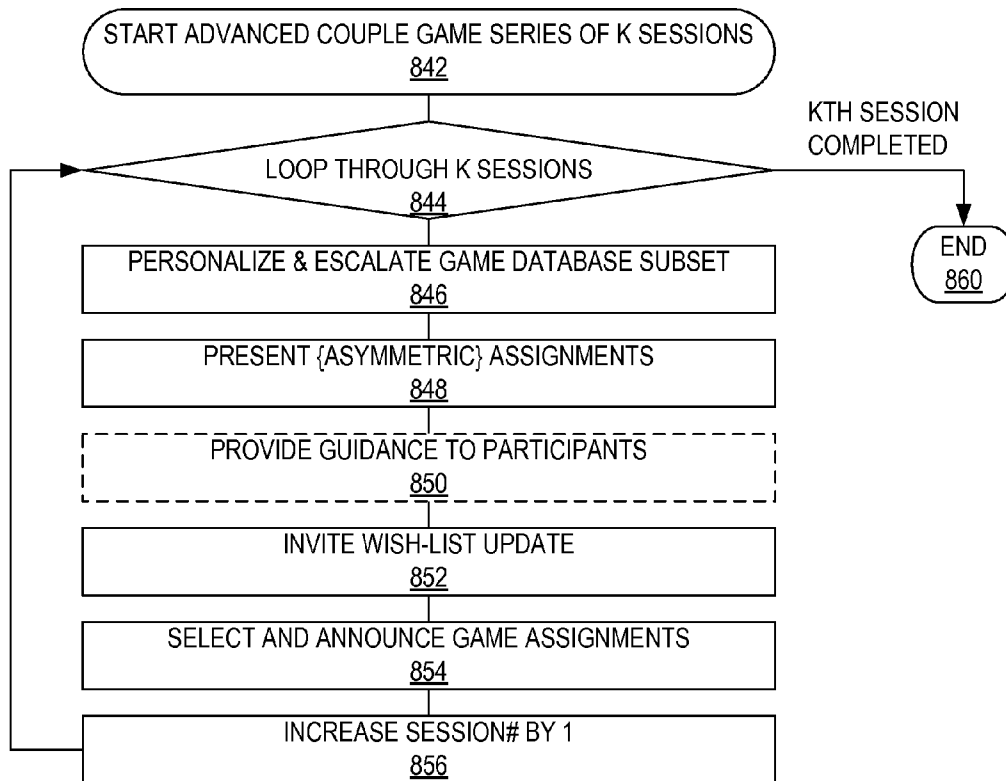 START ADVANCED COUPLE GAME SERIES OF K SESSIONS
842
KTH SESSION
COMPLETED
LOOP THROUGH K SESSIONS
844
END
860
PERSONALIZE & ESCALATE GAME DATABASE SUBSET
846
PRESENT {ASYMMETRIC} ASSIGNMENTS
848
PROVIDE GUIDANCE TO PARTICIPANTS
850
INVITE WISH-LIST UPDATE
852
SELECT AND ANNOUNCE GAME ASSIGNMENTS
854
INCREASE SESSION# BY 1
856